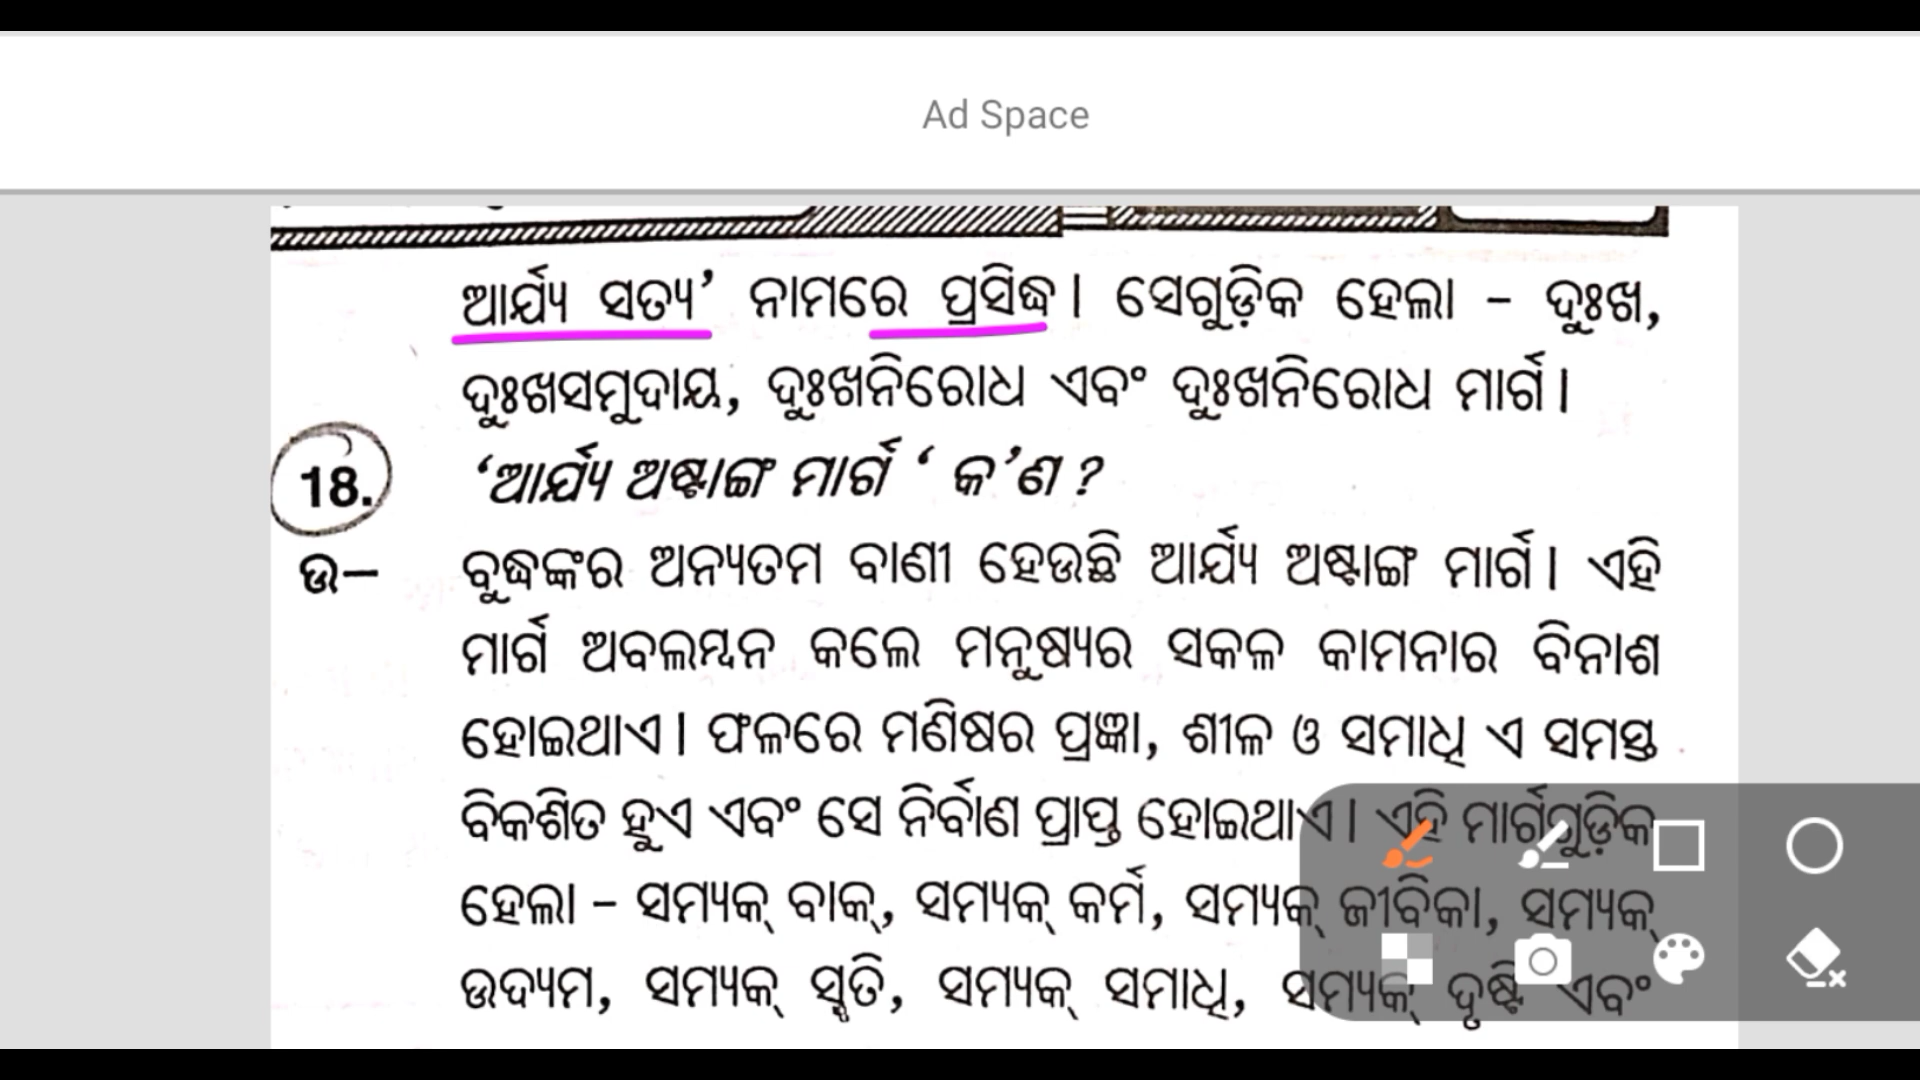 Ad Space
ଆର୍ଯ୍ୟ ସତ୍ୟ’ ନାମରେ ପ୍ରସିଦ୍ଧ। ସେଗୁଡ଼ିକ ହେଲା – ଦୁଃଖ,
ଦୁଃଖସମୁଦାୟ, ଦୁଃଖନିରୋଧ ଏବଂ ଦୁଃଖନିରୋଧ ମାର୍ଗ।
18. ‘ଆର୍ଯ୍ୟ ଅଷ୍ଟାଙ୍ଗ ମାର୍ଗ ‘ କ’ଣ ?
ଉ– ବୁଦ୍ଧଙ୍କର ଅନ୍ୟତମ ବାଣୀ ହେଉଛି ଆର୍ଯ୍ୟ ଅଷ୍ଟାଙ୍ଗ ମାର୍ଗ। ଏହି
ମାର୍ଗ ଅବଲମ୍ବନ କଲେ ମନୁଷ୍ୟର ସକଳ କାମନାର ବିନାଶ
ହୋଇଥାଏ। ଫଳରେ ମଣିଷର ପ୍ରଜ୍ଞା, ଶୀଳ ଓ ସମାଧି ଏ ସମସ୍ତ
ବିକଶିତ ହୁଏ ଏବଂ ସେ ନିର୍ବାଣ ପ୍ରାପ୍ତ ହୋଇଥାଏ। ଏହି ମାର୍ଗଗୁଡ଼ିକ
ହେଲା – ସମ୍ୟକ୍ ବାକ୍, ସମ୍ୟକ୍ କର୍ମ, ସମ୍ୟକ୍ ଜୀବିକା, ସମ୍ୟକ୍
ଉଦ୍ୟମ, ସମ୍ୟକ୍ ସ୍ମୃତି, ସମ୍ୟକ୍ ସମାଧି, ସମ୍ୟକ୍ ଦୃଷ୍ଟି ଏବଂ